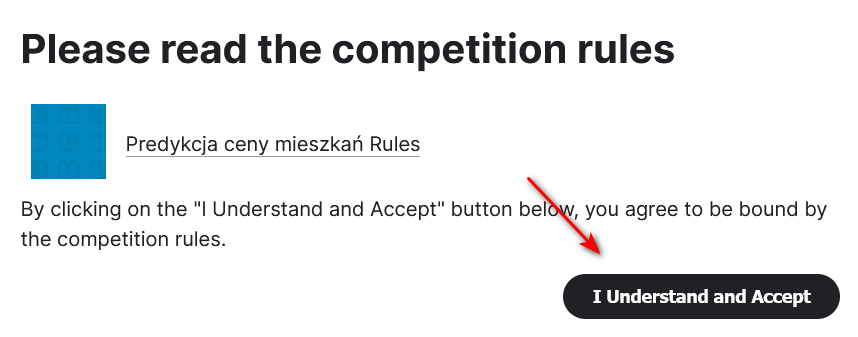 Please read the competition rules
Predykcja ceny mieszkań Rules
By clicking on the "I Understand and Accept" button below, you agree to be bound by
the competition rules.
I Understand and Accept